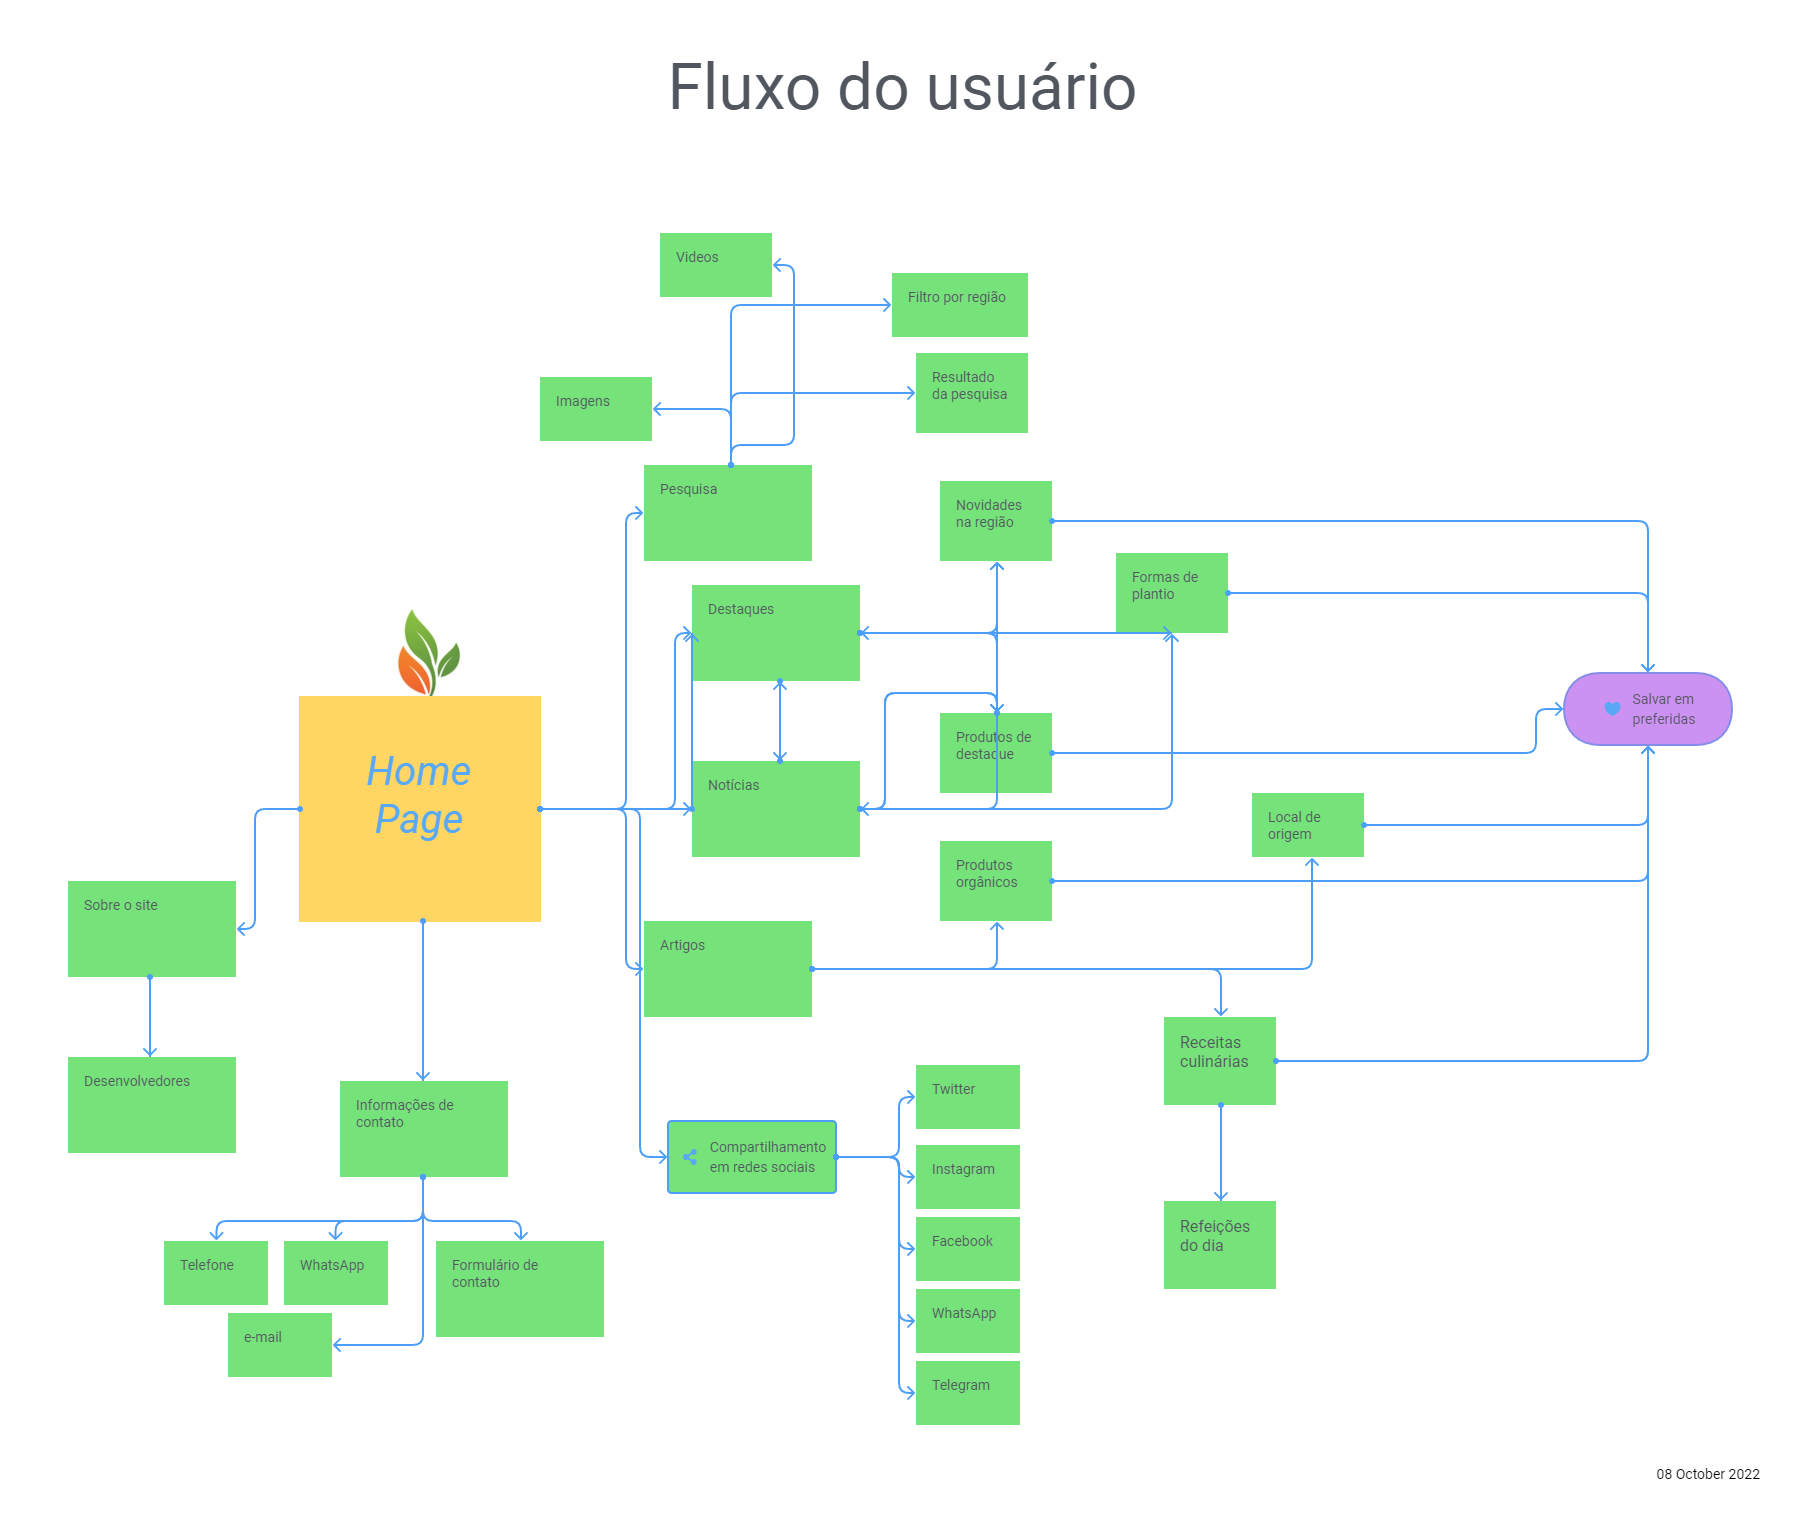 Fluxo do usuário
Videos
Filtro por região
Resultado
da pesquisa
Imagens
Pesquisa
Novidades
na região
Formas de
plantio
Destaques
Salvar em
preferidas
Produtos de
destaque
Home
Page
Notícias
Local de
origem
Produtos
orgânicos
Sobre o site
Artigos
Receitas
culinárias
Desenvolvedores
Informações de
contato
Twitter
Compartilhamento
em redes sociais
Instagram
Refeições
do dia
Facebook
Telefone
WhatsApp
Formulário de
contato
WhatsApp
e-mail
Telegram
08 October 2022